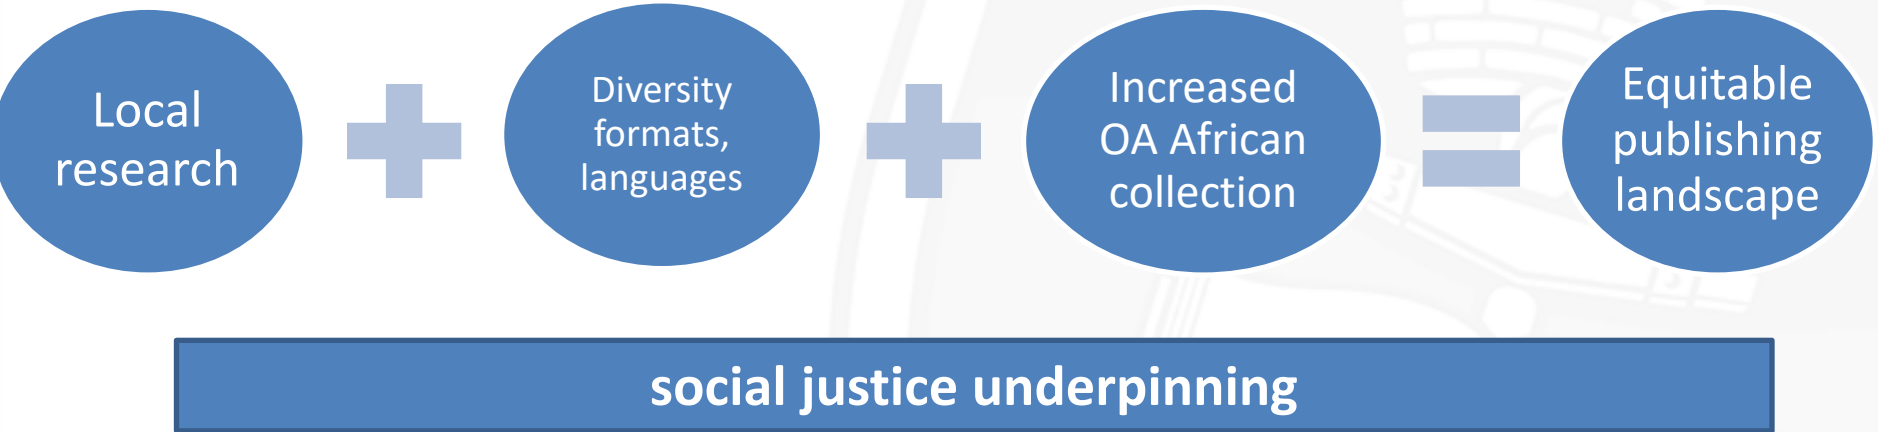 Local
research
Diversity
formats,
languages
Increased
OA African
collection
Equitable
publishing
landscape
social justice underpinning